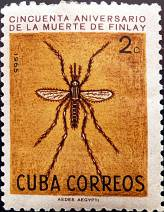 CINCUENTA ANIVERSARIO
DE LA MUERTE DE FINLAY
2c
1965
AEDES AEGYPTI
CUBA CORREOS